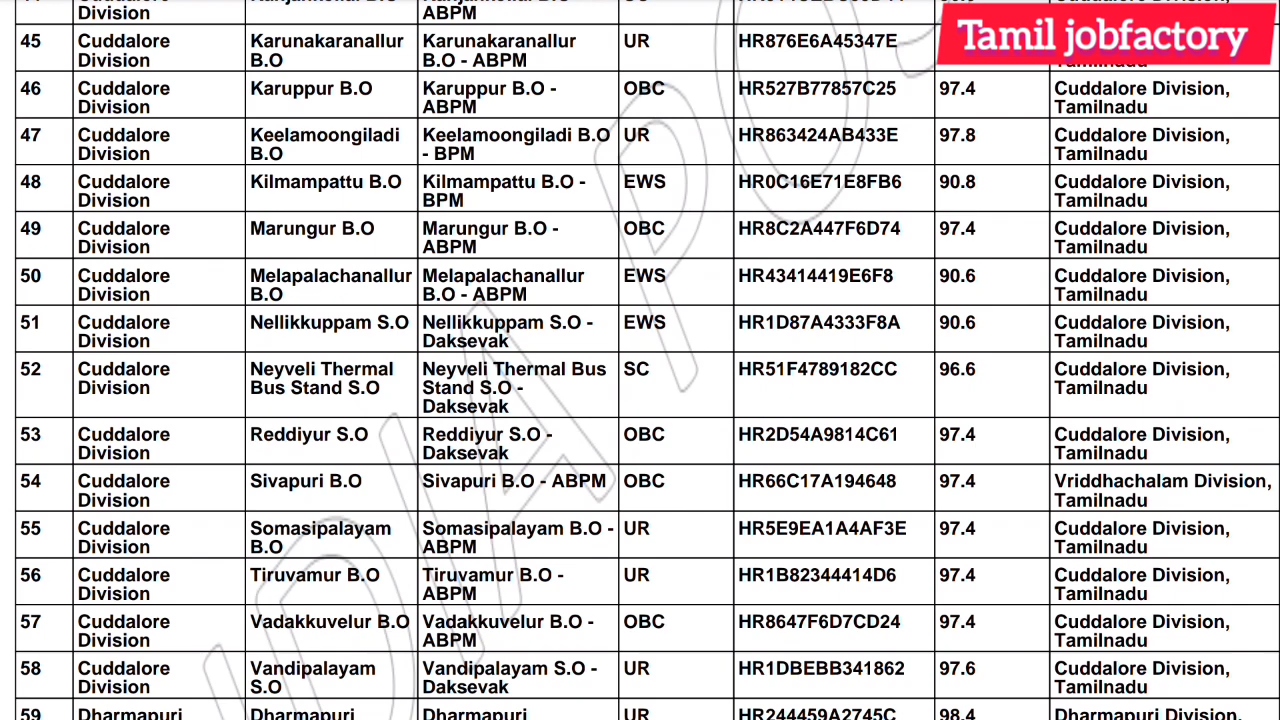 Tamil jobfactory
Division B.O ABPM
45 Cuddalore Karunakaranallur Karunakaranallur UR HR876E6A45347E
Division B.O B.O - ABPM
46 Cuddalore Karuppur B.O Karuppur B.O - OBC HR527B77857C25 97.4 Cuddalore Division,
Division ABPM Tamilnadu
47 Cuddalore Keelamoongiladi Keelamoongiladi B.O UR HR863424AB433E 97.8 Cuddalore Division,
Division B.O - BPM Tamilnadu
48 Cuddalore Kilmampattu B.O Kilmampattu B.O - EWS HR0C16E71E8FB6 90.8 Cuddalore Division,
Division BPM Tamilnadu
49 Cuddalore Marungur B.O Marungur B.O - OBC HR8C2A447F6D74 97.4 Cuddalore Division,
Division ABPM Tamilnadu
50 Cuddalore Melapalachanallur Melapalachanallur EWS HR43414419E6F8 90.6 Cuddalore Division,
Division B.O B.O - ABPM Tamilnadu
51 Cuddalore Nellikkuppam S.O Nellikkuppam S.O - EWS HR1D87A4333F8A 90.6 Cuddalore Division,
Division Daksevak Tamilnadu
52 Cuddalore Neyveli Thermal Neyveli Thermal Bus SC HR51F4789182CC 96.6 Cuddalore Division,
Division Bus Stand S.O Stand S.O - Tamilnadu
Daksevak
53 Cuddalore Reddiyur S.O Reddiyur S.O - OBC HR2D54A9814C61 97.4 Cuddalore Division,
Division Daksevak Tamilnadu
54 Cuddalore Sivapuri B.O Sivapuri B.O - ABPM OBC HR66C17A194648 97.4 Vriddhachalam Division,
Division Tamilnadu
55 Cuddalore Somasipalayam Somasipalayam B.O - UR HR5E9EA1A4AF3E 97.4 Cuddalore Division,
Division B.O ABPM Tamilnadu
56 Cuddalore Tiruvamur B.O Tiruvamur B.O - UR HR1B82344414D6 97.4 Cuddalore Division,
Division ABPM Tamilnadu
57 Cuddalore Vadakkuvelur B.O Vadakkuvelur B.O - OBC HR8647F6D7CD24 97.4 Cuddalore Division,
Division ABPM Tamilnadu
58 Cuddalore Vandipalayam Vandipalayam S.O - UR HR1DBEBB341862 97.6 Cuddalore Division,
Division S.O Daksevak Tamilnadu
59 Dharmapuri Dharmapuri Dharmapuri UR HR244459A2745C 98.4 Dharmapuri Division,